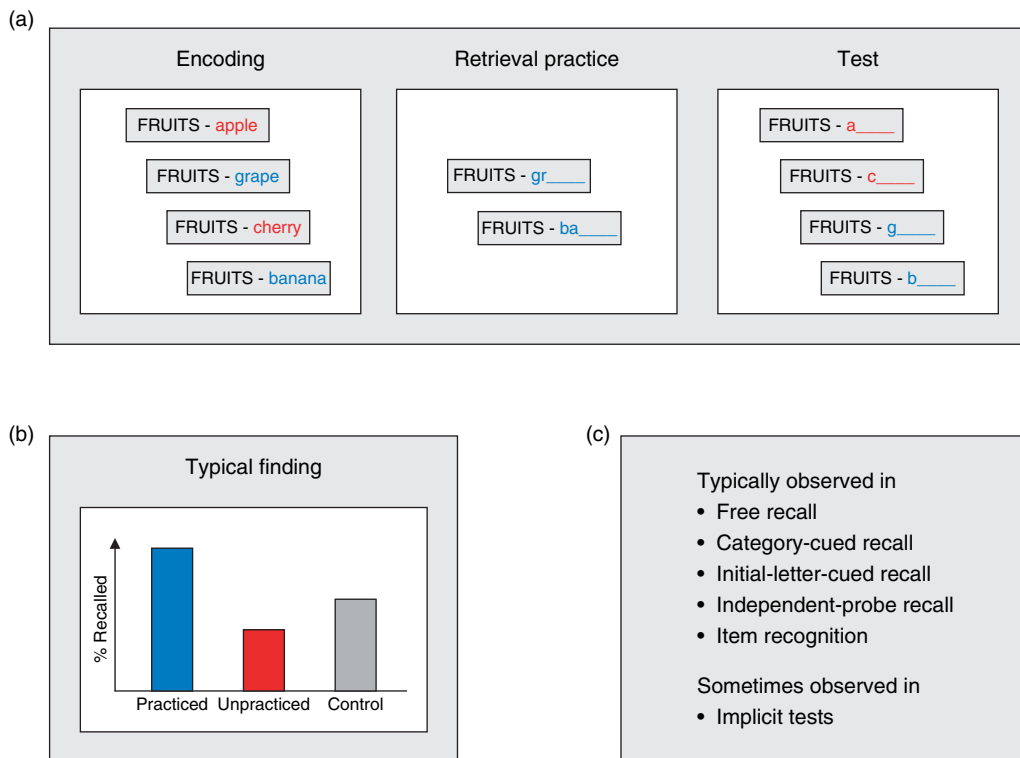 (a)
Encoding
FRUITS - apple
FRUITS - grape
FRUITS - cherry
FRUITS - banana
Retrieval practice
FRUITS - gr____
FRUITS - ba____
Test
FRUITS - a____
FRUITS - c____
FRUITS - g____
FRUITS - b____
(b)
Typical finding
% Recalled
Practiced
Unpracticed
Control
(c)
Typically observed in
• Free recall
• Category-cued recall
• Initial-letter-cued recall
• Independent-probe recall
• Item recognition
Sometimes observed in
• Implicit tests